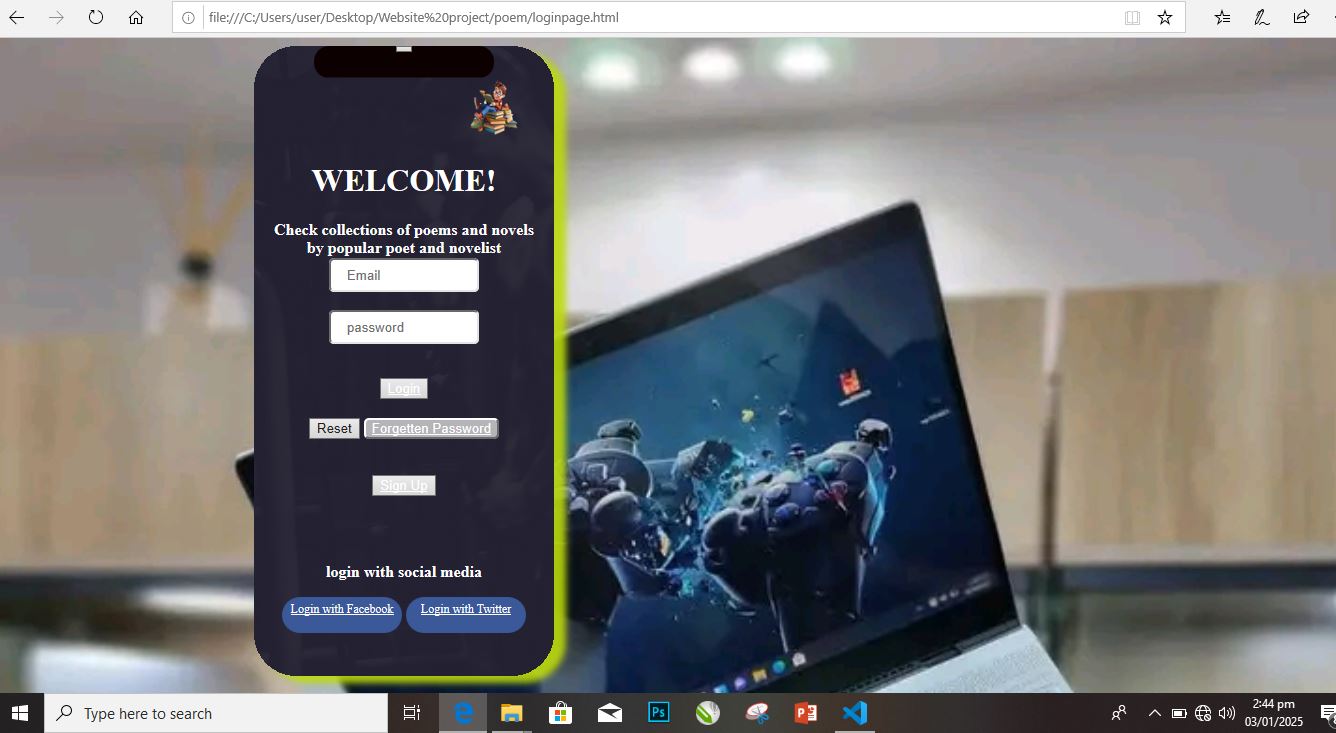 file:///C:/Users/user/Desktop/Website%20project/poem/loginpage.html
WELCOME!
Check collections of poems and novels
by popular poet and novelist
Email
password
Login
Reset Forgetten Password
Sign Up
login with social media
Login with Facebook Login with Twitter
Type here to search
Ps
2:44 pm
03/01/2025